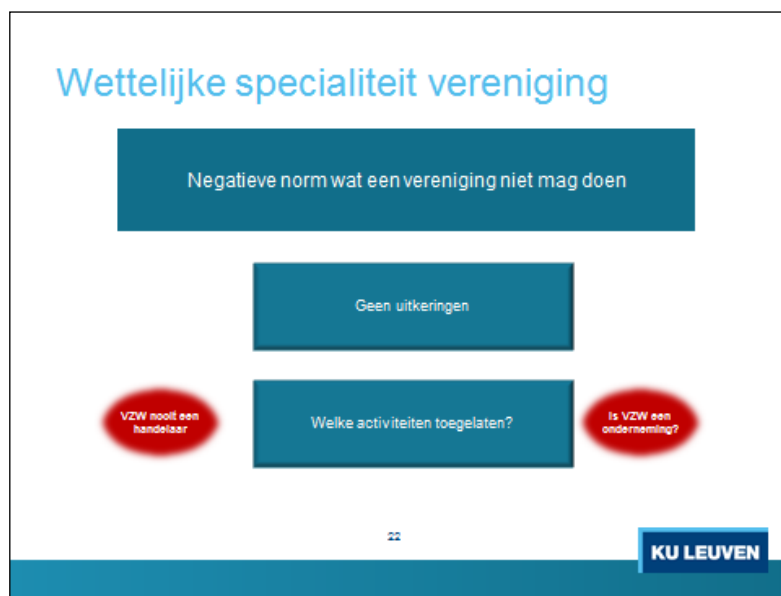 Wettelijke specialiteit vereniging
Negatieve norm wat een vereniging niet mag doen
Geen uitkeringen
VZW nooit een
handelaar
Welke activiteiten toegelaten?
Is VZW een
onderneming?
22
KU LEUVEN